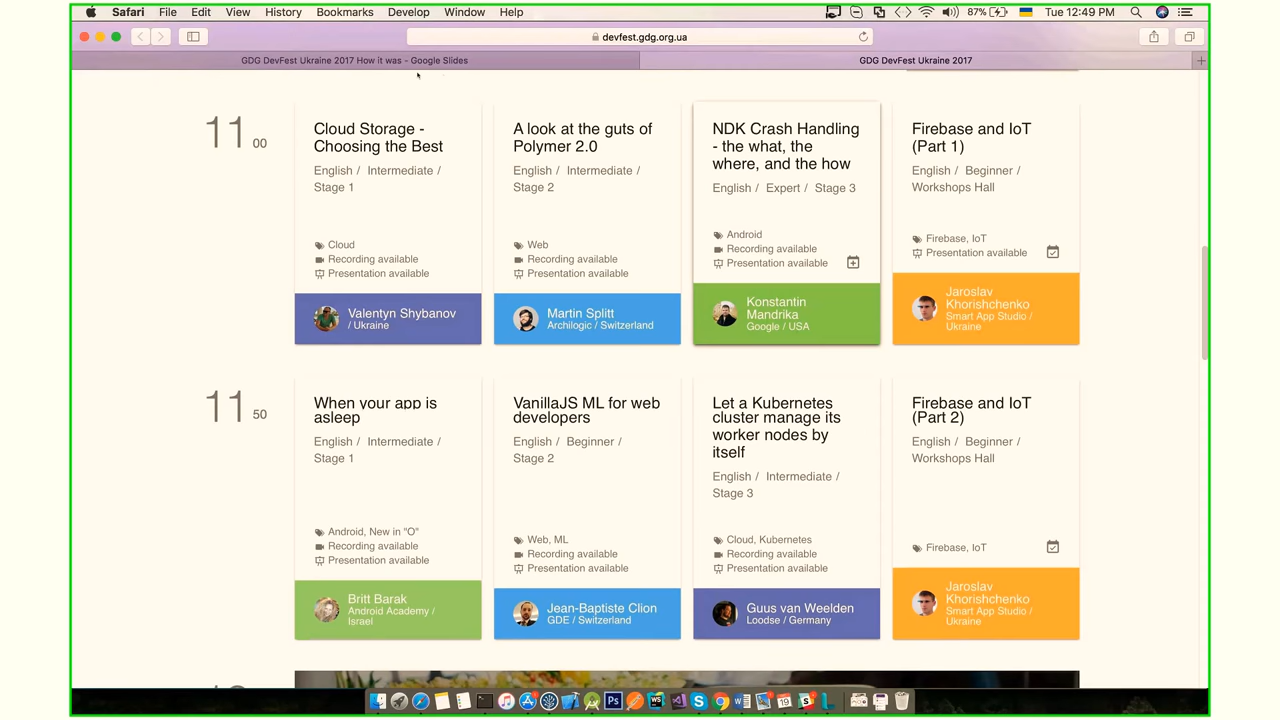 Safari File Edit View History Bookmarks Develop Window Help 87% Tue 12:49 PM
devfest.gdg.org.ua
GDG DevFest Ukraine 2017 How it was - Google Slides
GDG DevFest Ukraine 2017
11 00
Cloud Storage -
Choosing the Best
English / Intermediate /
Stage 1
Cloud
Recording available
Presentation available
Valentyn Shybanov
/ Ukraine
A look at the guts of
Polymer 2.0
English / Intermediate /
Stage 2
Web
Recording available
Presentation available
Martin Splitt
Archilogic / Switzerland
NDK Crash Handling
- the what, the
where, and the how
English / Expert / Stage 3
Android
Recording available
Presentation available
Konstantin
Mandrika
Google / USA
Firebase and IoT
(Part 1)
English / Beginner /
Workshops Hall
Firebase, IoT
Presentation available
Jaroslav
Khorishchenko
Smart App Studio /
Ukraine
11 50
When your app is
asleep
English / Intermediate /
Stage 1
Android, New in "O"
Recording available
Presentation available
Britt Barak
Android Academy /
Israel
VanillaJS ML for web
developers
English / Beginner /
Stage 2
Web, ML
Recording available
Presentation available
Jean-Baptiste Clion
GDE / Switzerland
Let a Kubernetes
cluster manage its
worker nodes by
itself
English / Intermediate /
Stage 3
Cloud, Kubernetes
Recording available
Presentation available
Guus van Weelden
Loodse / Germany
Firebase and IoT
(Part 2)
English / Beginner /
Workshops Hall
Firebase, IoT
Jaroslav
Khorishchenko
Smart App Studio /
Ukraine
Ps
WS
19